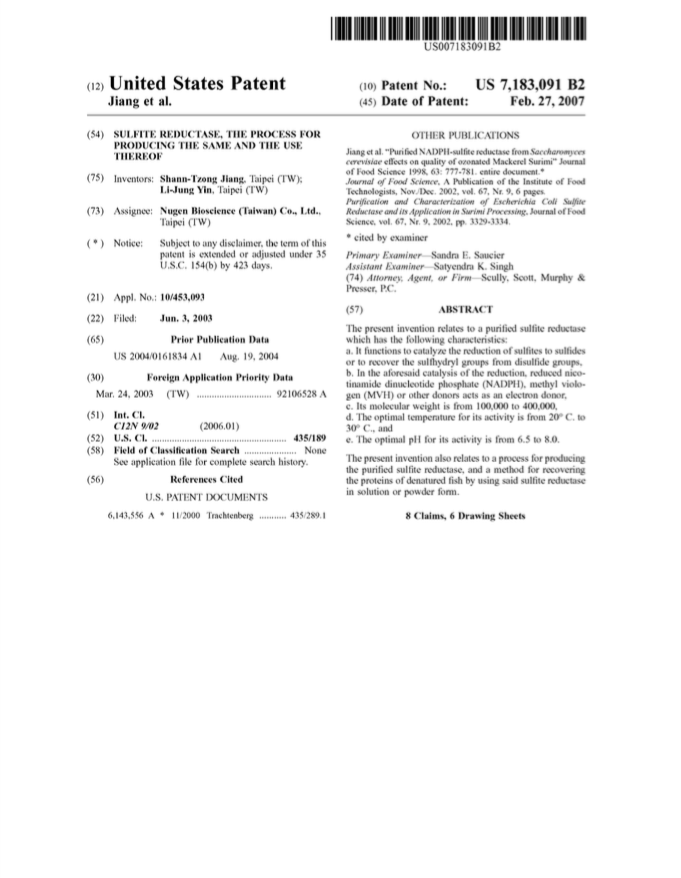 US007183091B2
(12) United States Patent
Jiang et al.
(10) Patent No.: US 7,183,091 B2
(45) Date of Patent: Feb. 27, 2007
(54) SULFITE REDUCTASE, THE PROCESS FOR
PRODUCING THE SAME AND THE USE
THEREOF
(75) Inventors: Shann-Tzong Jiang, Taipei (TW);
Li-Jung Yin, Taipei (TW)
(73) Assignee: Nugen Bioscience (Taiwan) Co., Ltd.,
Taipei (TW)
( * ) Notice: Subject to any disclaimer, the term of this
patent is extended or adjusted under 35
U.S.C. 154(b) by 423 days.
(21) Appl. No.: 10/453,093
(22) Filed: Jun. 3, 2003
(65) Prior Publication Data
US 2004/0161834 A1 Aug. 19, 2004
(30) Foreign Application Priority Data
Mar. 24, 2003 (TW) .............................. 92106528 A
(51) Int. Cl.
C12N 9/02 (2006.01)
(52) U.S. Cl. ..................................................... 435/189
(58) Field of Classification Search ..................... None
See application file for complete search history.
(56) References Cited
U.S. PATENT DOCUMENTS
6,143,556 A * 11/2000 Trachtenberg ........... 435/289.1
OTHER PUBLICATIONS
Jiang et al. "Purified NADPH-sulfite reductase from Saccharomyces
cerevisiae effects on quality of ozonated Mackerel Surimi" Journal
of Food Science 1998, 63: 777-781. entire document.*
Journal of Food Science, A Publication of the Institute of Food
Technologists, Nov./Dec. 2002, vol. 67, Nr. 9, 6 pages.
Purification and Characterization of Escherichia Coli Sulfite
Reductase and its Application in Surimi Processing, Journal of Food
Science, vol. 67, Nr. 9, 2002, pp. 3329-3334.
* cited by examiner
Primary Examiner—Sandra E. Saucier
Assistant Examiner—Satyendra K. Singh
(74) Attorney, Agent, or Firm—Scully, Scott, Murphy &
Presser, P.C.
(57) ABSTRACT
The present invention relates to a purified sulfite reductase
which has the following characteristics:
a. It functions to catalyze the reduction of sulfites to sulfides
or to recover the sulfhydryl groups from disulfide groups,
b. In the aforesaid catalysis of the reduction, reduced nico-
tinamide dinucleotide phosphate (NADPH), methyl violo-
gen (MVH) or other donors acts as an electron donor,
c. Its molecular weight is from 100,000 to 400,000,
d. The optimal temperature for its activity is from 20° C. to
30° C., and
e. The optimal pH for its activity is from 6.5 to 8.0.
The present invention also relates to a process for producing
the purified sulfite reductase, and a method for recovering
the proteins of denatured fish by using said sulfite reductase
in solution or powder form.
8 Claims, 6 Drawing Sheets